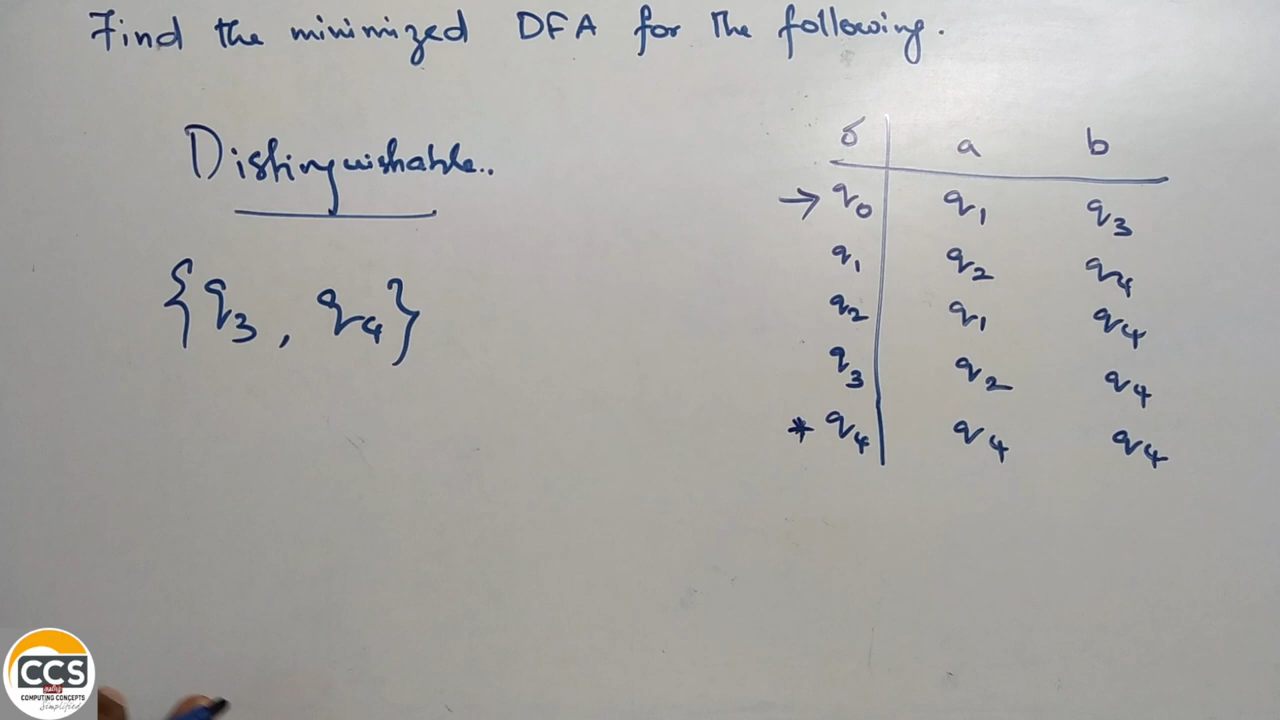 Find the minimized DFA for the following.
Distinguishable..
{q3, q4}
δ a b
→ q0 q1 q3
q1 q2 q4
q2 q1 q4
q3 q2 q4
* q4 q4 q4
CCS
COMPUTING CONCEPTS
Simplified